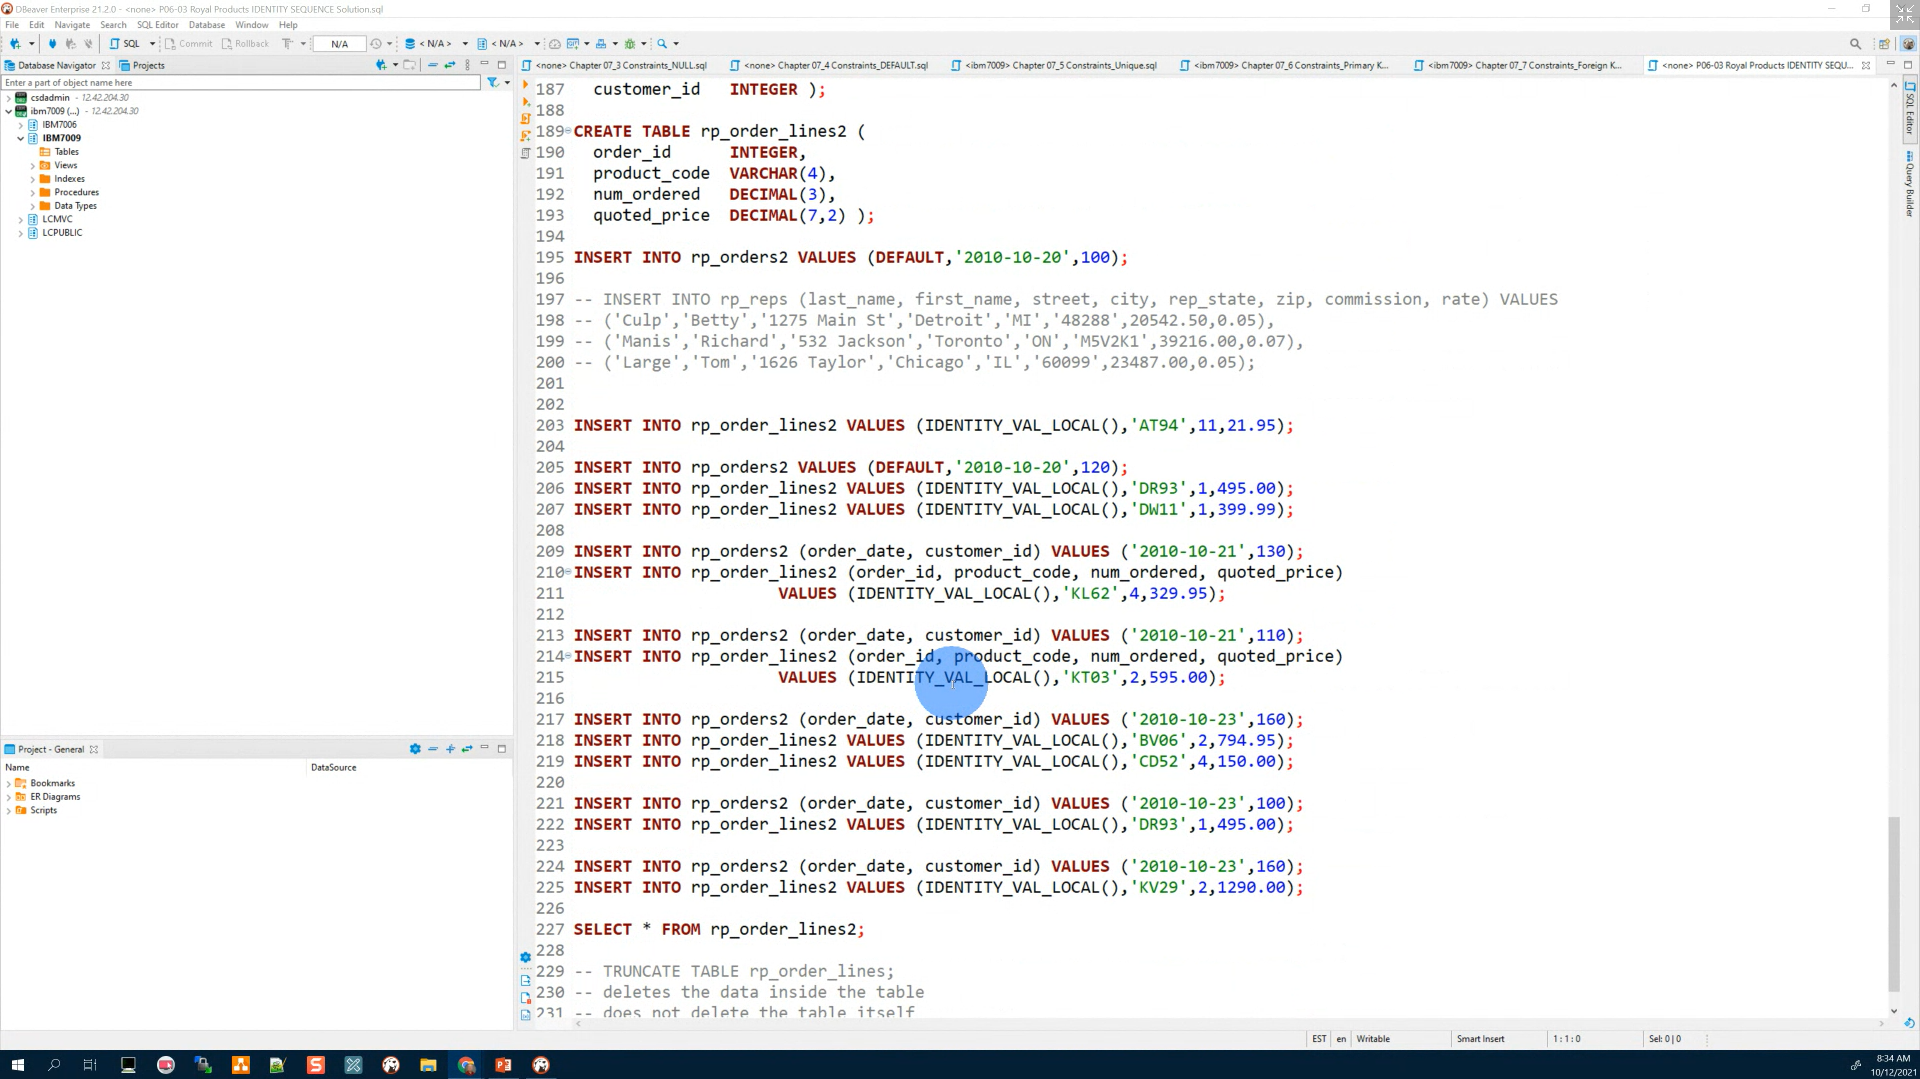 DBeaver Enterprise 21.2.0 - <none> P06-03 Royal Products IDENTITY SEQUENCE Solution.sql
File Edit Navigate Search SQL Editor Database Window Help
SQL Commit Rollback T N/A < N/A > < N/A >
Database Navigator Projects
<none> Chapter 07_3 Constraints_NULL.sql <none> Chapter 07_4 Constraints_DEFAULT.sql <ibm7009> Chapter 07_5 Constraints_Unique.sql <ibm7009> Chapter 07_6 Constraints_Primary K... <ibm7009> Chapter 07_7 Constraints_Foreign K... <none> P06-03 Royal Products IDENTITY SEQU...
Enter a part of object name here
csdadmin - 12.42.204.30
ibm7009 (...) - 12.42.204.30
IBM7006
IBM7009
Tables
Views
Indexes
Procedures
Data Types
LCMVC
LCPUBLIC
Project - General
Name DataSource
Bookmarks
ER Diagrams
Scripts
187 customer_id INTEGER );
188
189 CREATE TABLE rp_order_lines2 (
190 order_id INTEGER,
191 product_code VARCHAR(4),
192 num_ordered DECIMAL(3),
193 quoted_price DECIMAL(7,2) );
194
195 INSERT INTO rp_orders2 VALUES (DEFAULT,'2010-10-20',100);
196
197 -- INSERT INTO rp_reps (last_name, first_name, street, city, rep_state, zip, commission, rate) VALUES
198 -- ('Culp','Betty','1275 Main St','Detroit','MI','48288',20542.50,0.05),
199 -- ('Manis','Richard','532 Jackson','Toronto','ON','M5V2K1',39216.00,0.07),
200 -- ('Large','Tom','1626 Taylor','Chicago','IL','60099',23487.00,0.05);
201
202
203 INSERT INTO rp_order_lines2 VALUES (IDENTITY_VAL_LOCAL(),'AT94',11,21.95);
204
205 INSERT INTO rp_orders2 VALUES (DEFAULT,'2010-10-20',120);
206 INSERT INTO rp_order_lines2 VALUES (IDENTITY_VAL_LOCAL(),'DR93',1,495.00);
207 INSERT INTO rp_order_lines2 VALUES (IDENTITY_VAL_LOCAL(),'DW11',1,399.99);
208
209 INSERT INTO rp_orders2 (order_date, customer_id) VALUES ('2010-10-21',130);
210 INSERT INTO rp_order_lines2 (order_id, product_code, num_ordered, quoted_price)
211 VALUES (IDENTITY_VAL_LOCAL(),'KL62',4,329.95);
212
213 INSERT INTO rp_orders2 (order_date, customer_id) VALUES ('2010-10-21',110);
214 INSERT INTO rp_order_lines2 (order_id, product_code, num_ordered, quoted_price)
215 VALUES (IDENTITY_VAL_LOCAL(),'KT03',2,595.00);
216
217 INSERT INTO rp_orders2 (order_date, customer_id) VALUES ('2010-10-23',160);
218 INSERT INTO rp_order_lines2 VALUES (IDENTITY_VAL_LOCAL(),'BV06',2,794.95);
219 INSERT INTO rp_order_lines2 VALUES (IDENTITY_VAL_LOCAL(),'CD52',4,150.00);
220
221 INSERT INTO rp_orders2 (order_date, customer_id) VALUES ('2010-10-23',100);
222 INSERT INTO rp_order_lines2 VALUES (IDENTITY_VAL_LOCAL(),'DR93',1,495.00);
223
224 INSERT INTO rp_orders2 (order_date, customer_id) VALUES ('2010-10-23',160);
225 INSERT INTO rp_order_lines2 VALUES (IDENTITY_VAL_LOCAL(),'KV29',2,1290.00);
226
227 SELECT * FROM rp_order_lines2;
228
229 -- TRUNCATE TABLE rp_order_lines;
230 -- deletes the data inside the table
231 -- does not delete the table itself
SQL Editor
Query Builder
EST en Writable Smart Insert 1 : 1 : 0 Sel: 0 | 0
8:34 AM
10/12/2021